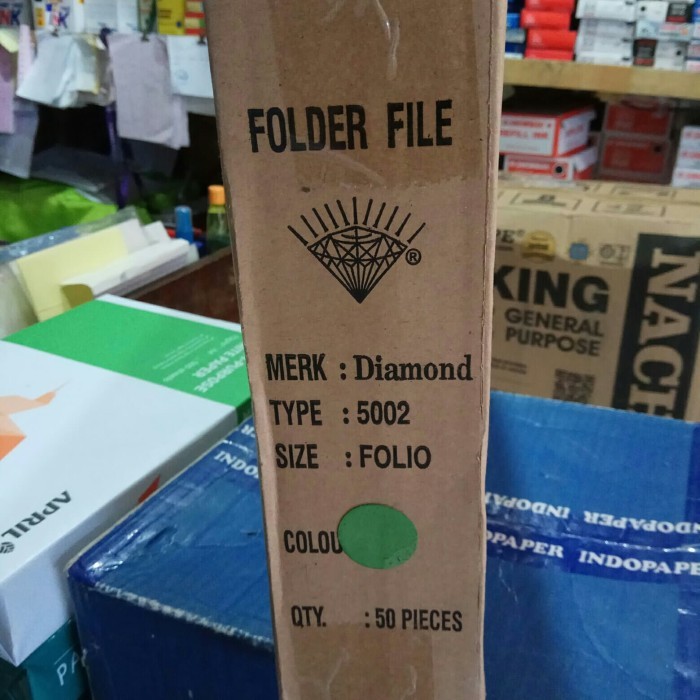 FOLDER FILE
®
MERK : Diamond
TYPE : 5002
SIZE : FOLIO
COLOU
QTY. : 50 PIECES
KING
GENERAL
PURPOSE
NACH
APRIL
INDOPAPER
INDOPAPER INDOPAPE